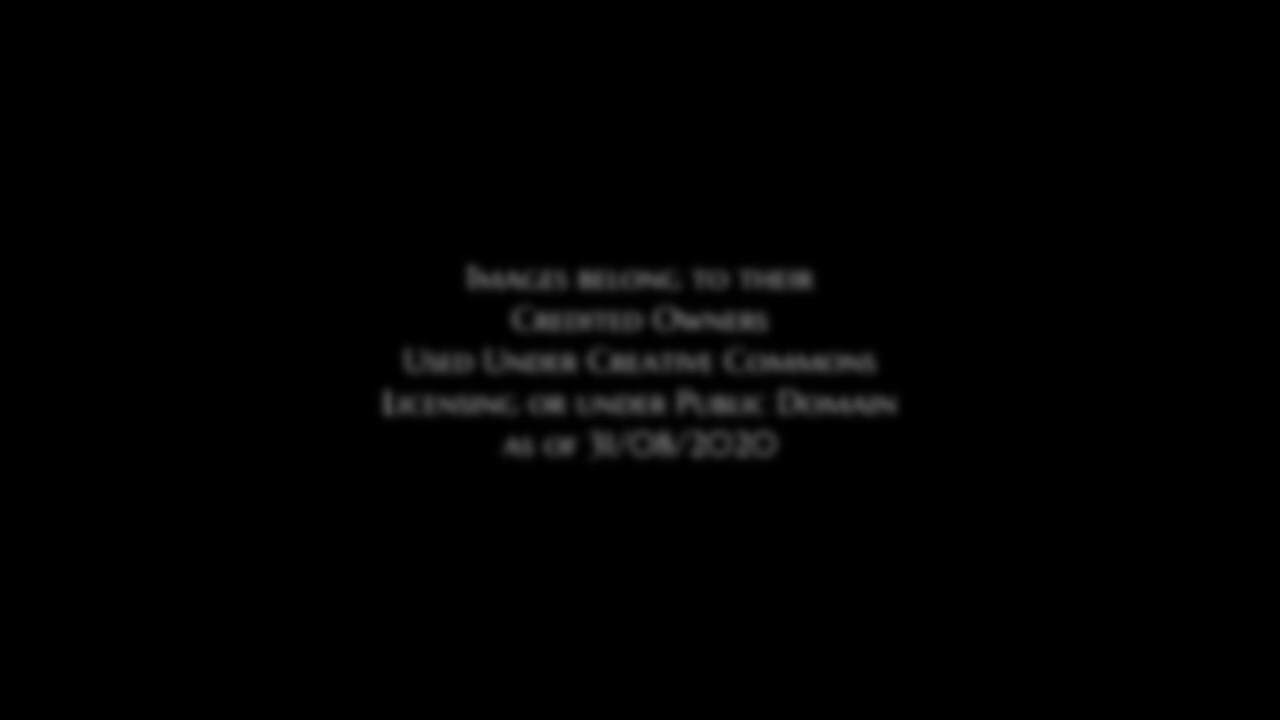 Images belong to their
Credited Owners
Used Under Creative Commons
Licensing or under Public Domain
as of 31/08/2020